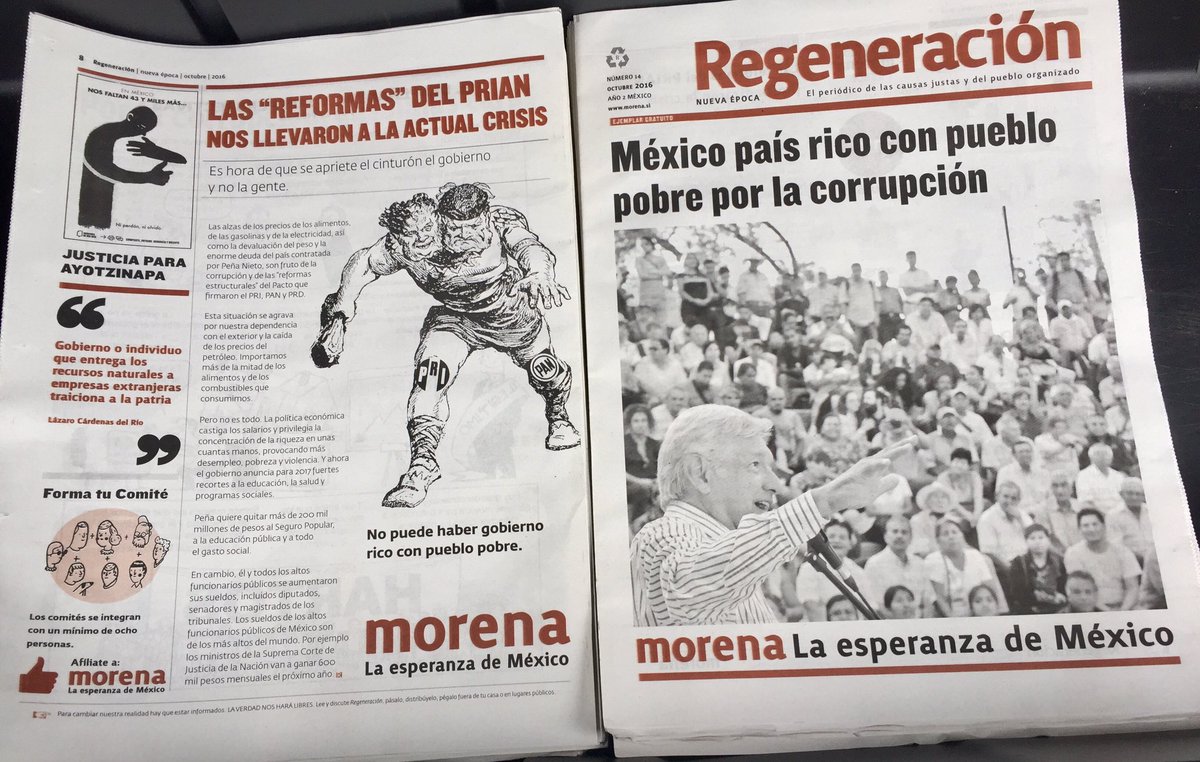 8 Regeneración | nueva época | octubre | 2016
EN MÉXICO
NOS FALTAN 43 Y MILES MÁS...
Ni perdón, ni olvido.
JUSTICIA PARA
AYOTZINAPA
“
Gobierno o individuo
que entrega los
recursos naturales a
empresas extranjeras
traiciona a la patria
Lázaro Cárdenas del Río
”
Forma tu Comité
Los comités se integran
con un mínimo de ocho
personas.
Afíliate a:
morena
La esperanza de México
LAS “REFORMAS” DEL PRIAN
NOS LLEVARON A LA ACTUAL CRISIS
Es hora de que se apriete el cinturón el gobierno
y no la gente.
Las alzas de los precios de los alimentos,
de las gasolinas y de la electricidad, así
como la devaluación del peso y la
enorme deuda del país contratada
por Peña Nieto, son fruto de la
corrupción y de las "reformas
estructurales" del Pacto que
firmaron el PRI, PAN y PRD.
Esta situación se agrava
por nuestra dependencia
con el exterior y la caída
de los precios del
petróleo. Importamos
más de la mitad de los
alimentos y de los
combustibles que
consumimos.
Pero no es todo. La política económica
castiga los salarios y privilegia la
concentración de la riqueza en unas
cuantas manos, provocando más
desempleo, pobreza y violencia. Y ahora
el gobierno anuncia para 2017 fuertes
recortes a la educación, la salud y
programas sociales.
Peña quiere quitar más de 200 mil
millones de pesos al Seguro Popular,
a la educación pública y a todo
el gasto social.
En cambio, él y todos los altos
funcionarios públicos se aumentaron
sus sueldos, incluidos diputados,
senadores y magistrados de los
tribunales. Los sueldos de los altos
funcionarios públicos de México son
de los más altos del mundo. Por ejemplo
los ministros de la Suprema Corte de
Justicia de la Nación van a ganar 600
mil pesos mensuales el próximo año
PRD
PAN
No puede haber gobierno
rico con pueblo pobre.
morena
La esperanza de México
Para cambiar nuestra realidad hay que estar informados. LA VERDAD NOS HARÁ LIBRES. Lee y discute Regeneración, pásalo, distribúyelo, pégalo fuera de tu casa o en lugares públicos.
NÚMERO 14
OCTUBRE 2016
AÑO 2 MÉXICO
www.morena.si
Regeneración
NUEVA ÉPOCA
El periódico de las causas justas y del pueblo organizado
EJEMPLAR GRATUITO
México país rico con pueblo
pobre por la corrupción
morena La esperanza de México